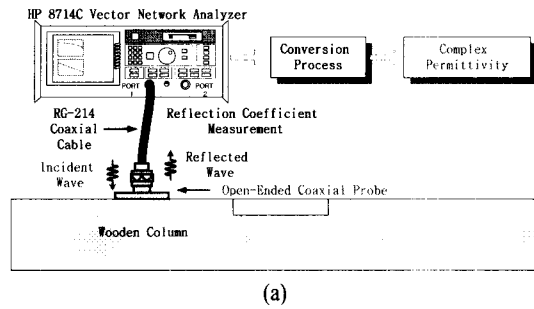 HP 8714C Vector Network Analyzer
PORT
1
PORT
2
Conversion
Process
Complex
Permittivity
RG-214
Coaxial
Cable
Reflection Coefficient
Measurement
Incident
Wave
Reflected
Wave
Open-Ended Coaxial Probe
Wooden Column
(a)